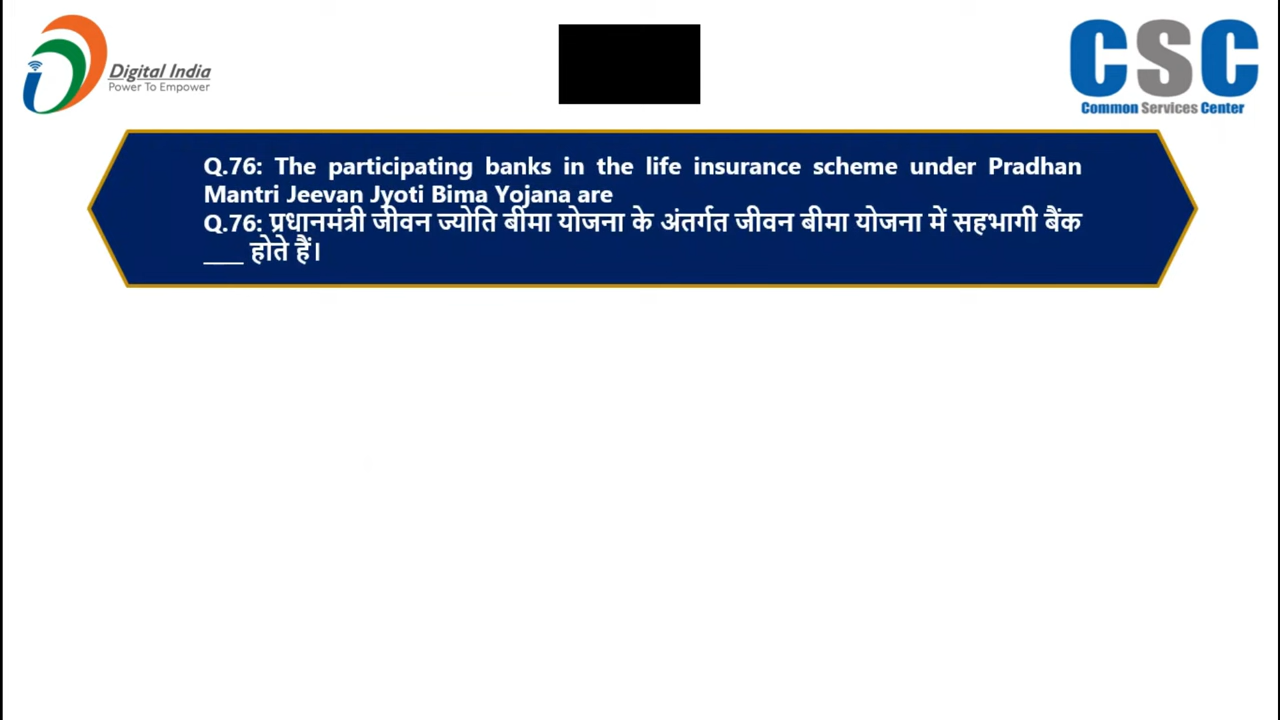 Digital India
Power To Empower
CSC
Common Services Center
Q.76: The participating banks in the life insurance scheme under Pradhan
Mantri Jeevan Jyoti Bima Yojana are
Q.76: प्रधानमंत्री जीवन ज्योति बीमा योजना के अंतर्गत जीवन बीमा योजना में सहभागी बैंक
___ होते हैं।